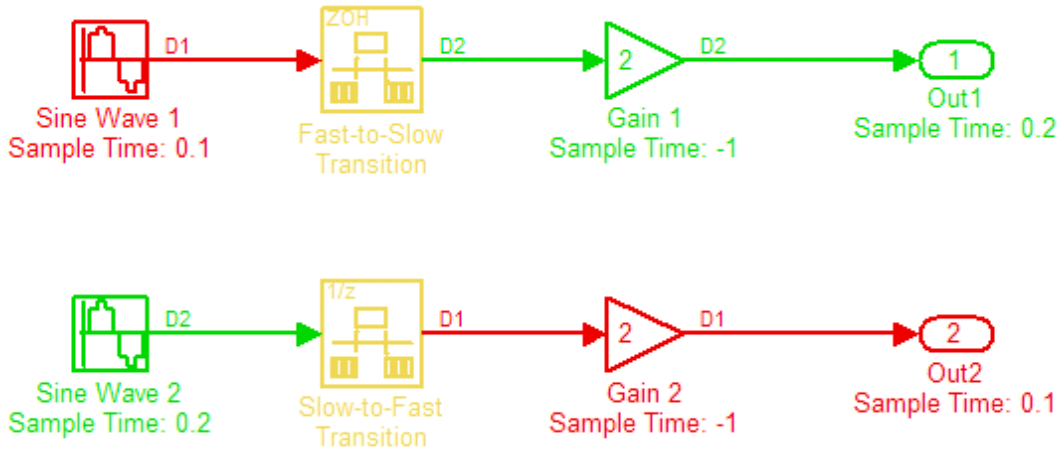 ZOH
D1
D2
2
D2
1
Sine Wave 1
Sample Time: 0.1
Fast-to-Slow
Transition
Gain 1
Sample Time: -1
Out1
Sample Time: 0.2
1/z
D2
D1
2
D1
2
Sine Wave 2
Sample Time: 0.2
Slow-to-Fast
Transition
Gain 2
Sample Time: -1
Out2
Sample Time: 0.1